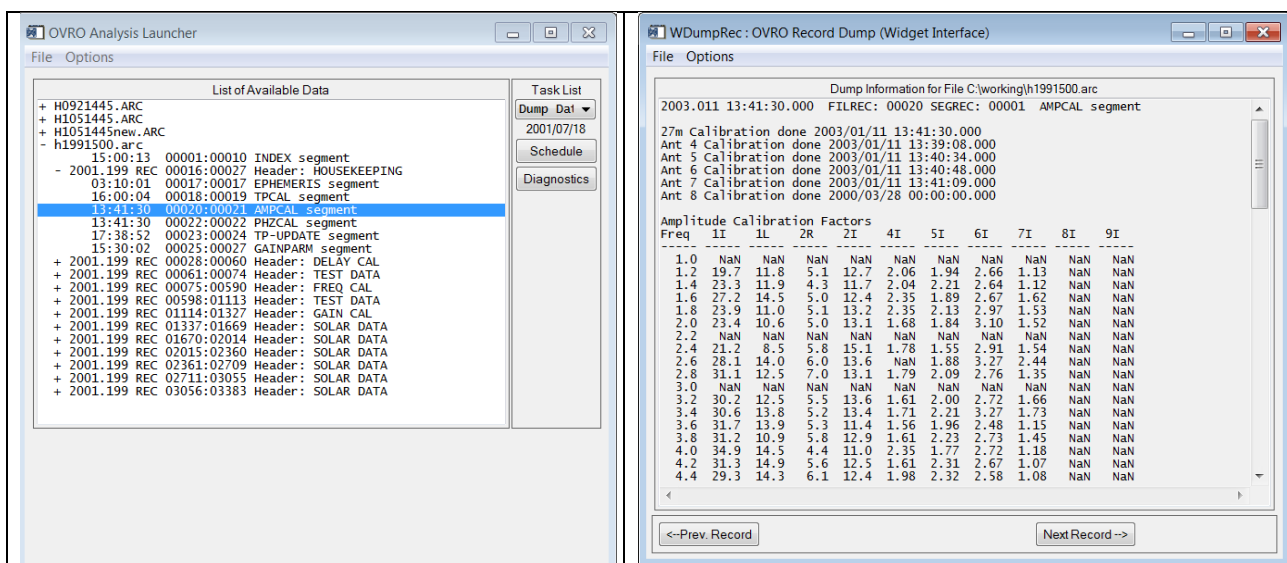 OVRO Analysis Launcher
File Options
List of Available Data
+ H0921445.ARC
+ H1051445.ARC
+ H1051445new.ARC
- h1991500.arc
15:00:13 00001:00010 INDEX segment
- 2001.199 REC 00016:00027 Header: HOUSEKEEPING
03:10:01 00017:00017 EPHEMERIS segment
16:00:04 00018:00019 TPCAL segment
13:41:30 00020:00021 AMPCAL segment
13:41:30 00022:00022 PHZCAL segment
17:38:52 00023:00024 TP-UPDATE segment
15:30:02 00025:00027 GAINPARM segment
+ 2001.199 REC 00028:00060 Header: DELAY CAL
+ 2001.199 REC 00061:00074 Header: TEST DATA
+ 2001.199 REC 00075:00590 Header: FREQ CAL
+ 2001.199 REC 00598:01113 Header: TEST DATA
+ 2001.199 REC 01114:01327 Header: GAIN CAL
+ 2001.199 REC 01337:01669 Header: SOLAR DATA
+ 2001.199 REC 01670:02014 Header: SOLAR DATA
+ 2001.199 REC 02015:02360 Header: SOLAR DATA
+ 2001.199 REC 02361:02709 Header: SOLAR DATA
+ 2001.199 REC 02711:03055 Header: SOLAR DATA
+ 2001.199 REC 03056:03383 Header: SOLAR DATA
Task List
Dump Dat
2001/07/18
Schedule
Diagnostics
WDumpRec : OVRO Record Dump (Widget Interface)
File Options
Dump Information for File C:\working\h1991500.arc
2003.011 13:41:30.000 FILREC: 00020 SEGREC: 00001 AMPCAL segment
27m Calibration done 2003/01/11 13:41:30.000
Ant 4 Calibration done 2003/01/11 13:39:08.000
Ant 5 Calibration done 2003/01/11 13:40:34.000
Ant 6 Calibration done 2003/01/11 13:40:48.000
Ant 7 Calibration done 2003/01/11 13:41:09.000
Ant 8 Calibration done 2000/03/28 00:00:00.000
Amplitude Calibration Factors
Freq 1I 1L 2R 2I 4I 5I 6I 7I 8I 9I
----- ----- ----- ----- ----- ----- ----- ----- ----- ----- -----
1.0 NaN NaN NaN NaN NaN NaN NaN NaN NaN NaN
1.2 19.7 11.8 5.1 12.7 2.06 1.94 2.66 1.13 NaN NaN
1.4 23.3 11.9 4.3 11.7 2.04 2.21 2.64 1.12 NaN NaN
1.6 27.2 14.5 5.0 12.4 2.35 1.89 2.67 1.62 NaN NaN
1.8 23.9 11.0 5.1 13.2 2.35 2.13 2.97 1.53 NaN NaN
2.0 23.4 10.6 5.0 13.1 1.68 1.84 3.10 1.52 NaN NaN
2.2 NaN NaN NaN NaN NaN NaN NaN NaN NaN NaN
2.4 21.2 8.5 5.8 15.1 1.78 1.55 2.91 1.54 NaN NaN
2.6 28.1 14.0 6.0 13.6 NaN 1.88 3.27 2.44 NaN NaN
2.8 31.1 12.5 7.0 13.1 1.79 2.09 2.76 1.35 NaN NaN
3.0 NaN NaN NaN NaN NaN NaN NaN NaN NaN NaN
3.2 30.2 12.5 5.5 13.6 1.61 2.00 2.72 1.66 NaN NaN
3.4 30.6 13.8 5.2 13.4 1.71 2.21 3.27 1.73 NaN NaN
3.6 31.7 13.9 5.3 11.4 1.56 1.96 2.48 1.15 NaN NaN
3.8 31.2 10.9 5.8 12.9 1.61 2.23 2.73 1.45 NaN NaN
4.0 34.9 14.5 4.4 11.0 2.35 1.77 2.72 1.18 NaN NaN
4.2 31.3 14.9 5.6 12.5 1.61 2.31 2.67 1.07 NaN NaN
4.4 29.3 14.3 6.1 12.4 1.98 2.32 2.58 1.08 NaN NaN
<--Prev. Record
Next Record -->